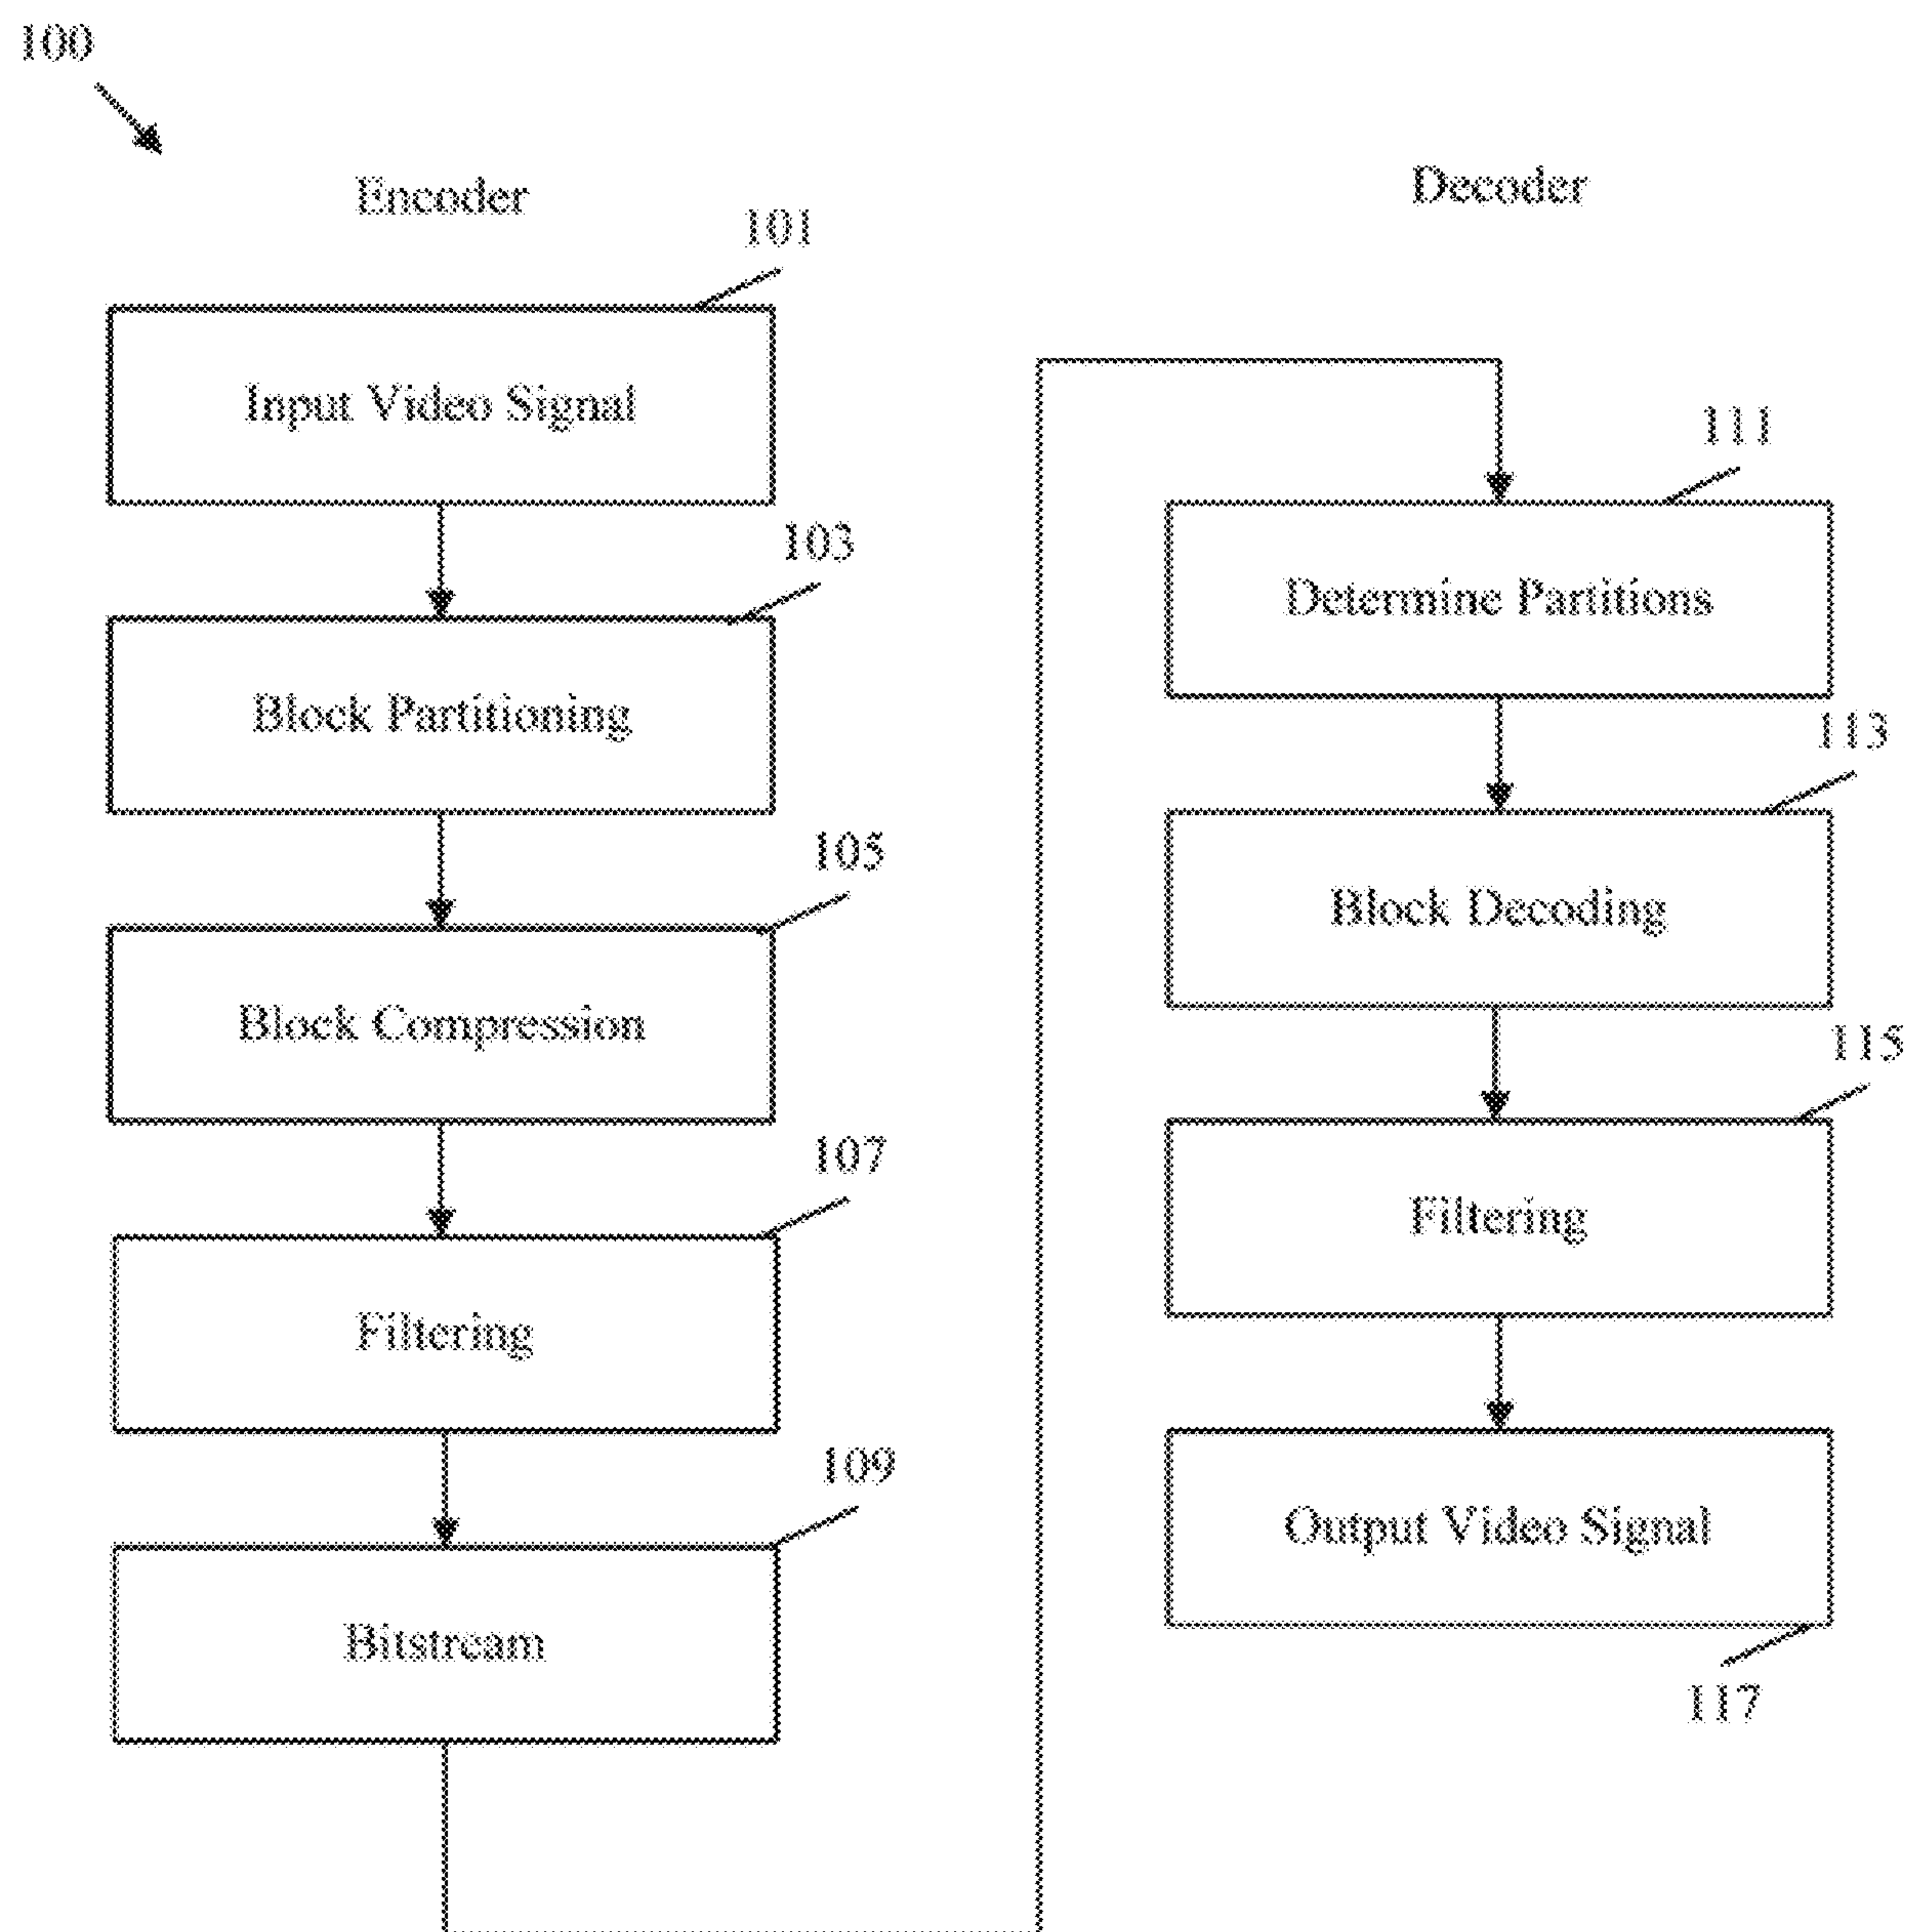 100
Encoder
101
Input Video Signal
103
Block Partitioning
105
Block Compression
107
Filtering
109
Bitstream
Decoder
111
Determine Partitions
113
Block Decoding
115
Filtering
Output Video Signal
117